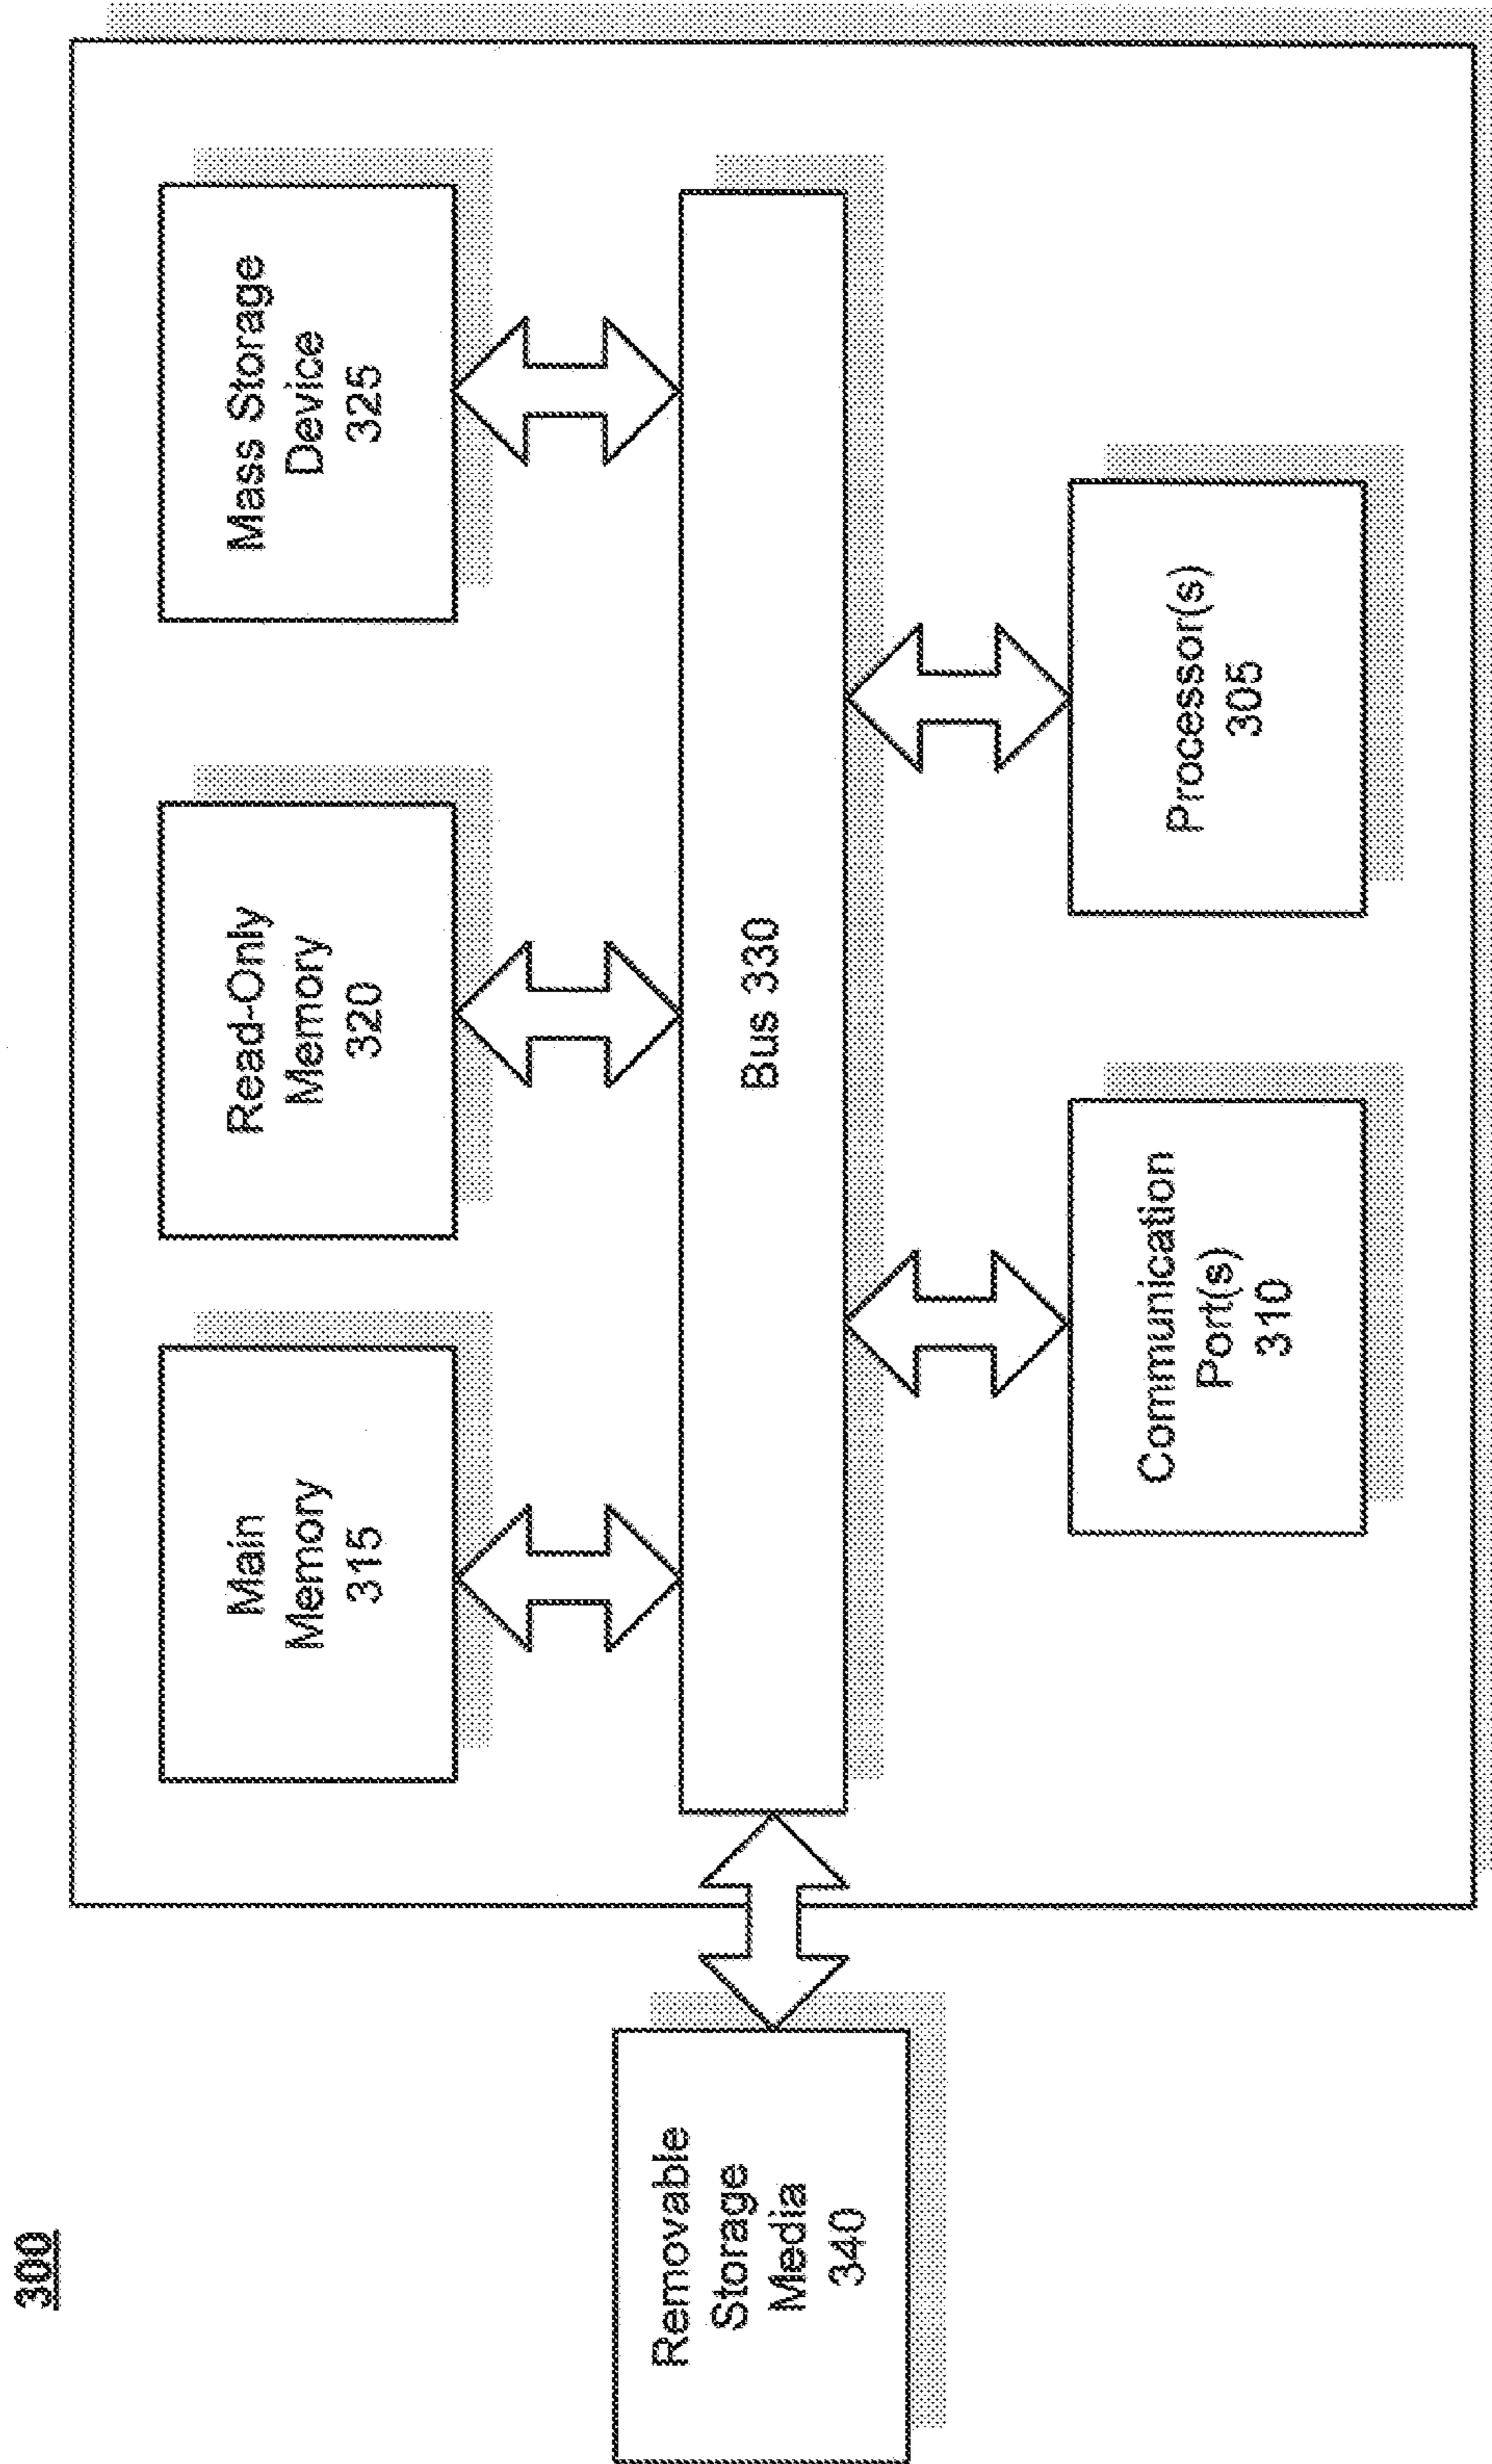 300
Main
Memory
315
Read-Only
Memory
320
Mass Storage
Device
325
Removable
Storage
Media
340
Bus 330
Communication
Port(s)
310
Processor(s)
305